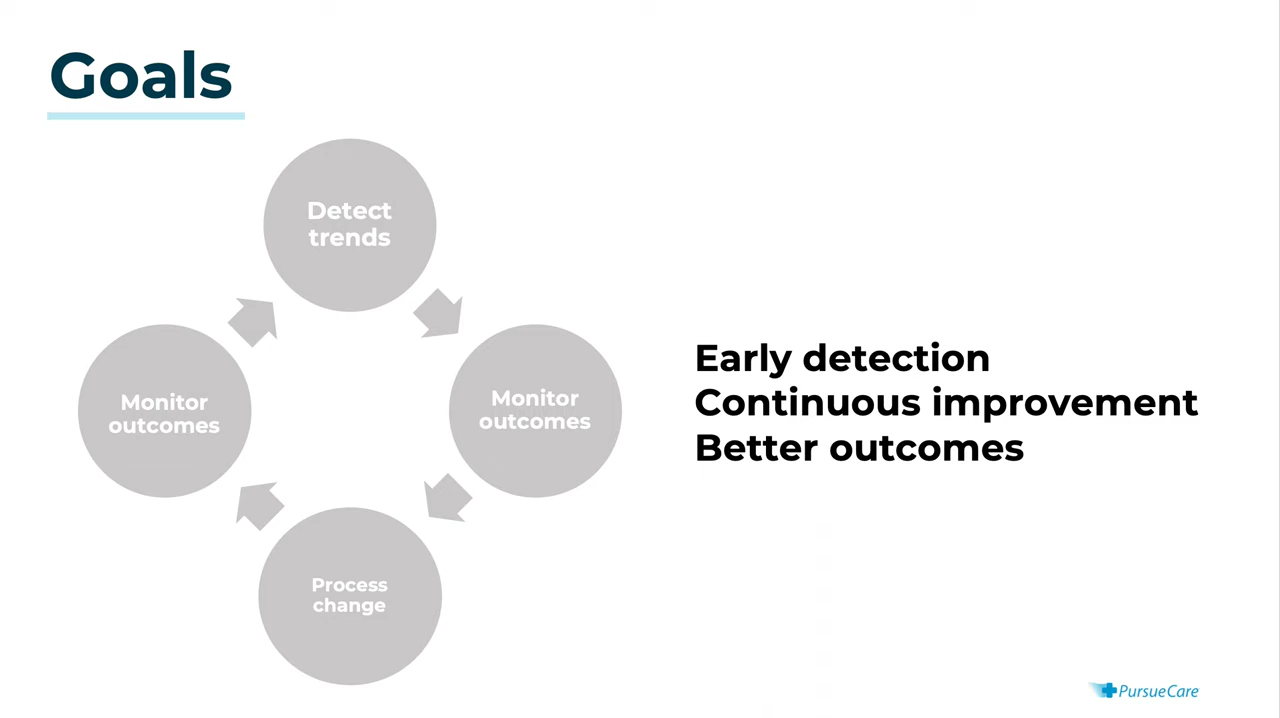 Goals
Detect
trends
Monitor
outcomes
Monitor
outcomes
Process
change
Early detection
Continuous improvement
Better outcomes
PursueCare